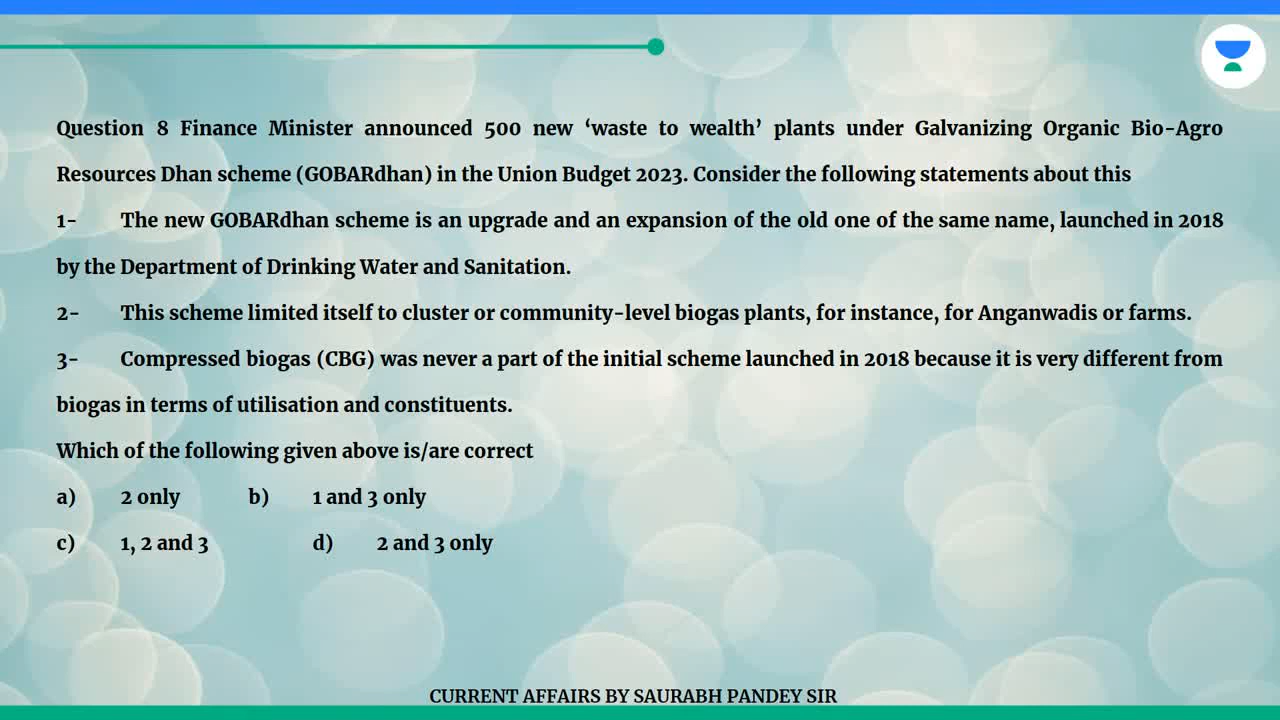 Question 8 Finance Minister announced 500 new ‘waste to wealth’ plants under Galvanizing Organic Bio-Agro
Resources Dhan scheme (GOBARdhan) in the Union Budget 2023. Consider the following statements about this
1- The new GOBARdhan scheme is an upgrade and an expansion of the old one of the same name, launched in 2018
by the Department of Drinking Water and Sanitation.
2- This scheme limited itself to cluster or community-level biogas plants, for instance, for Anganwadis or farms.
3- Compressed biogas (CBG) was never a part of the initial scheme launched in 2018 because it is very different from
biogas in terms of utilisation and constituents.
Which of the following given above is/are correct
a) 2 only b) 1 and 3 only
c) 1, 2 and 3 d) 2 and 3 only
CURRENT AFFAIRS BY SAURABH PANDEY SIR